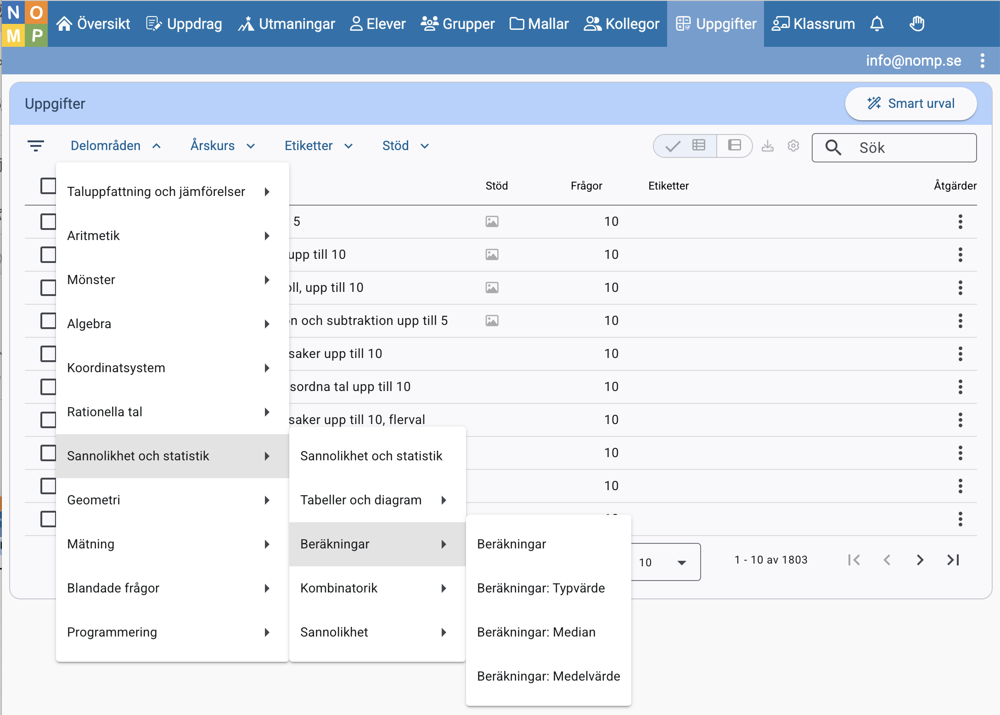 NO
MP
Översikt Uppdrag Utmaningar Elever Grupper Mallar Kollegor Uppgifter Klassrum
info@nomp.se
Uppgifter Smart urval
Delområden Årskurs Etiketter Stöd Sök
Stöd Frågor Etiketter Åtgärder
Taluppfattning och jämförelser
5 10
Aritmetik
upp till 10 10
Mönster
oll, upp till 10 10
Algebra
on och subtraktion upp till 5 10
saker upp till 10 10
Koordinatsystem
sordna tal upp till 10 10
Rationella tal
saker upp till 10, flerval 10
Sannolikhet och statistik
Sannolikhet och statistik
10
10
Geometri
Tabeller och diagram
Mätning
Beräkningar
Beräkningar
10
1 - 10 av 1803
Blandade frågor
Kombinatorik
Beräkningar: Typvärde
Programmering
Sannolikhet
Beräkningar: Median
Beräkningar: Medelvärde